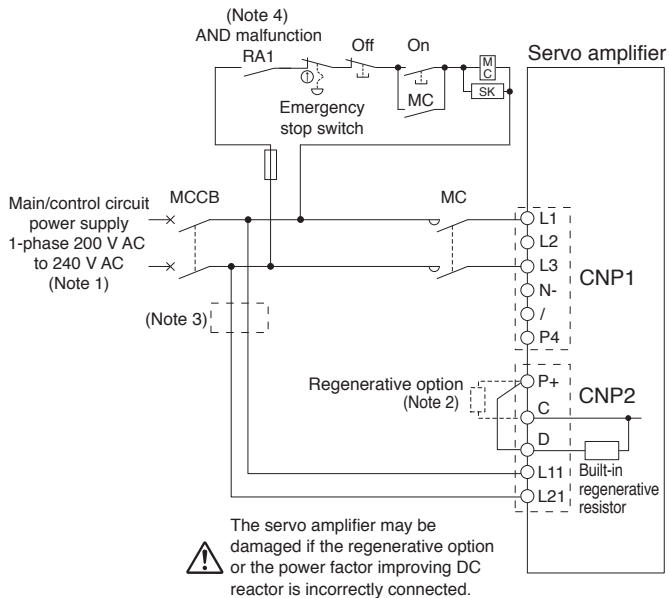 (Note 4)
AND malfunction
RA1
Off
On
MC
SK
Emergency
stop switch
MC
Servo amplifier
Main/control circuit
power supply
1-phase 200 V AC
to 240 V AC
(Note 1)
MCCB
MC
L1
L2
L3
N-
/
P4
CNP1
(Note 3)
Regenerative option
(Note 2)
P+
C
D
L11
L21
CNP2
Built-in
regenerative
resistor
The servo amplifier may be
damaged if the regenerative option
or the power factor improving DC
reactor is incorrectly connected.